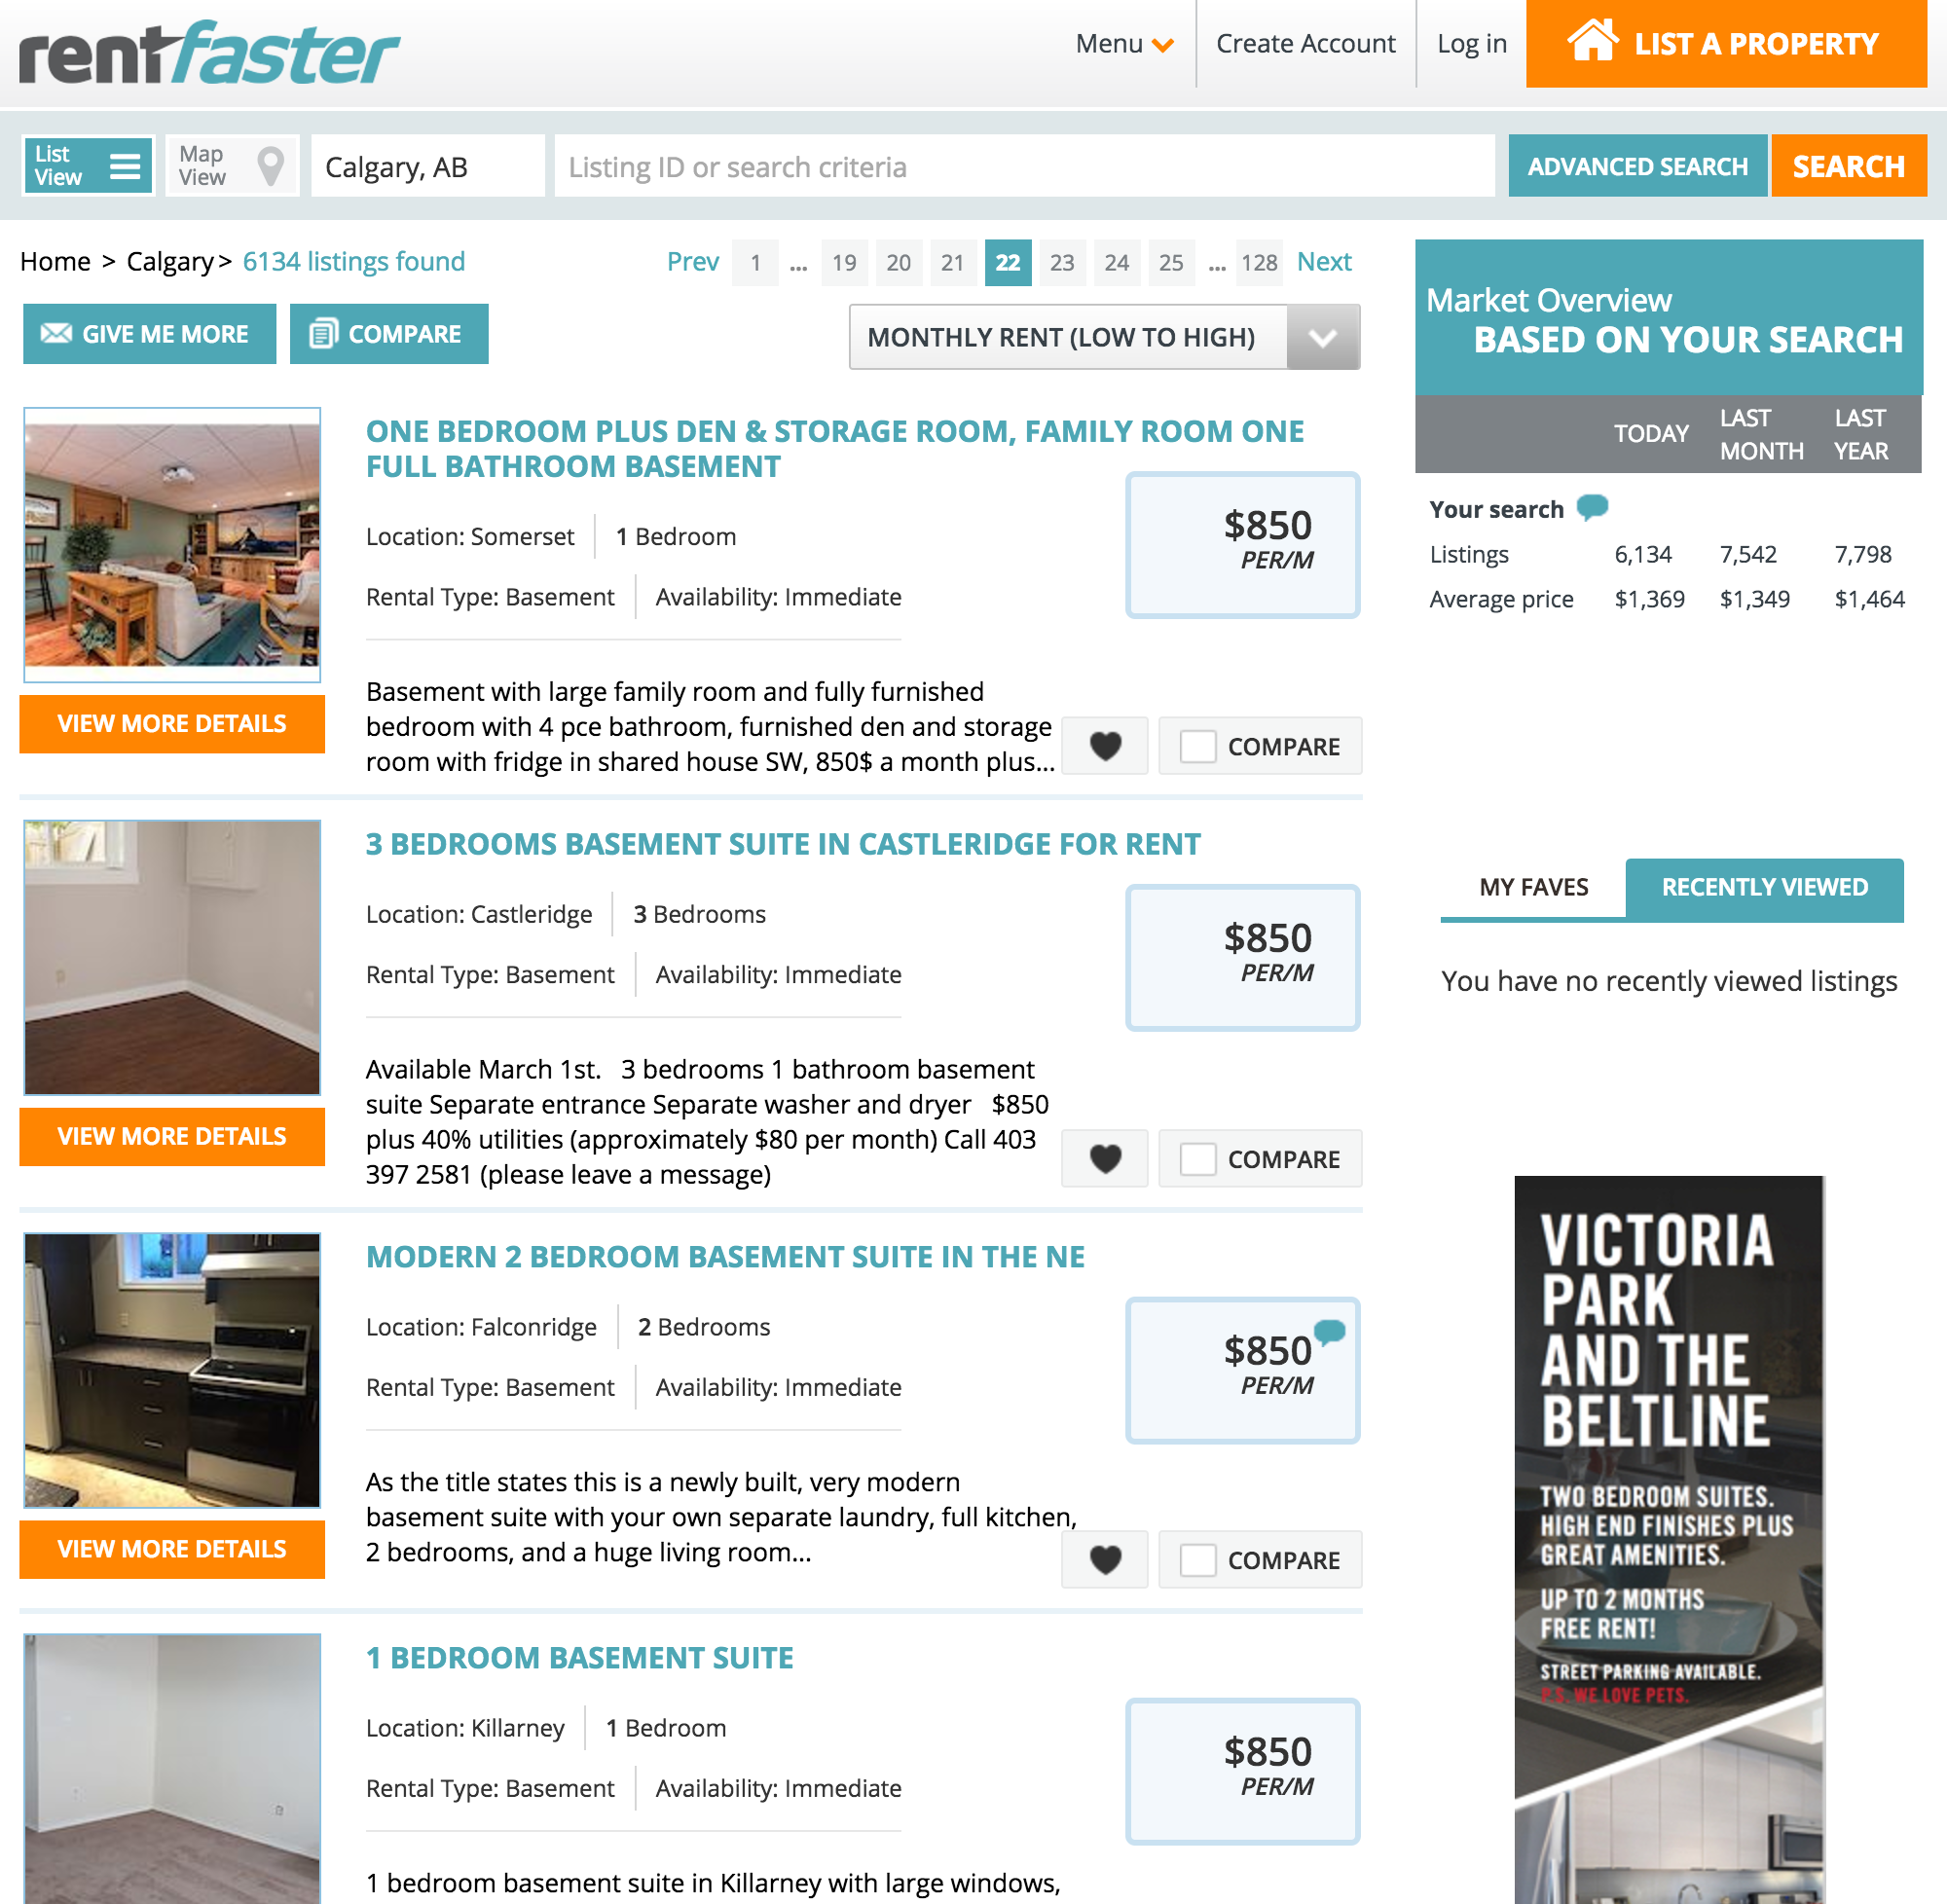 rentfaster
Menu
Create Account
Log in
LIST A PROPERTY
List
View
Map
View
Calgary, AB
Listing ID or search criteria
ADVANCED SEARCH
SEARCH
Home > Calgary > 6134 listings found
Prev 1 ... 19 20 21 22 23 24 25 ... 128 Next
GIVE ME MORE
COMPARE
MONTHLY RENT (LOW TO HIGH)
ONE BEDROOM PLUS DEN & STORAGE ROOM, FAMILY ROOM ONE
FULL BATHROOM BASEMENT
Location: Somerset
1 Bedroom
Rental Type: Basement
Availability: Immediate
$850
PER/M
Basement with large family room and fully furnished
bedroom with 4 pce bathroom, furnished den and storage
room with fridge in shared house SW, 850$ a month plus...
VIEW MORE DETAILS
COMPARE
3 BEDROOMS BASEMENT SUITE IN CASTLERIDGE FOR RENT
Location: Castleridge
3 Bedrooms
Rental Type: Basement
Availability: Immediate
$850
PER/M
Available March 1st. 3 bedrooms 1 bathroom basement
suite Separate entrance Separate washer and dryer $850
plus 40% utilities (approximately $80 per month) Call 403
397 2581 (please leave a message)
VIEW MORE DETAILS
COMPARE
MODERN 2 BEDROOM BASEMENT SUITE IN THE NE
Location: Falconridge
2 Bedrooms
Rental Type: Basement
Availability: Immediate
$850
PER/M
As the title states this is a newly built, very modern
basement suite with your own separate laundry, full kitchen,
2 bedrooms, and a huge living room...
VIEW MORE DETAILS
COMPARE
1 BEDROOM BASEMENT SUITE
Location: Killarney
1 Bedroom
Rental Type: Basement
Availability: Immediate
$850
PER/M
1 bedroom basement suite in Killarney with large windows,
Market Overview
BASED ON YOUR SEARCH
TODAY
LAST
MONTH
LAST
YEAR
Your search
Listings 6,134 7,542 7,798
Average price $1,369 $1,349 $1,464
MY FAVES
RECENTLY VIEWED
You have no recently viewed listings
VICTORIA
PARK
AND THE
BELTLINE
TWO BEDROOM SUITES.
HIGH END FINISHES PLUS
GREAT AMENITIES.
UP TO 2 MONTHS
FREE RENT!
STREET PARKING AVAILABLE.
P.S. WE LOVE PETS.